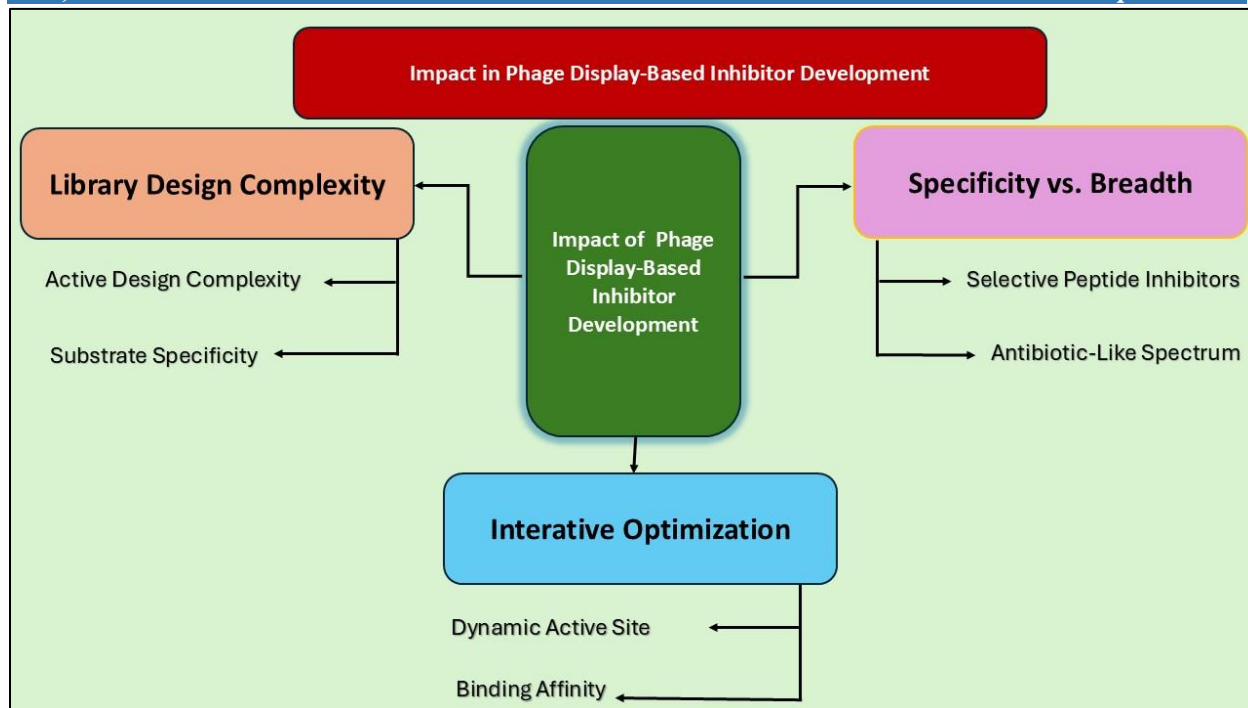 Impact in Phage Display-Based Inhibitor Development
Library Design Complexity
Active Design Complexity
Substrate Specificity
Impact of Phage
Display-Based
Inhibitor
Development
Specificity vs. Breadth
Selective Peptide Inhibitors
Antibiotic-Like Spectrum
Interative Optimization
Dynamic Active Site
Binding Affinity